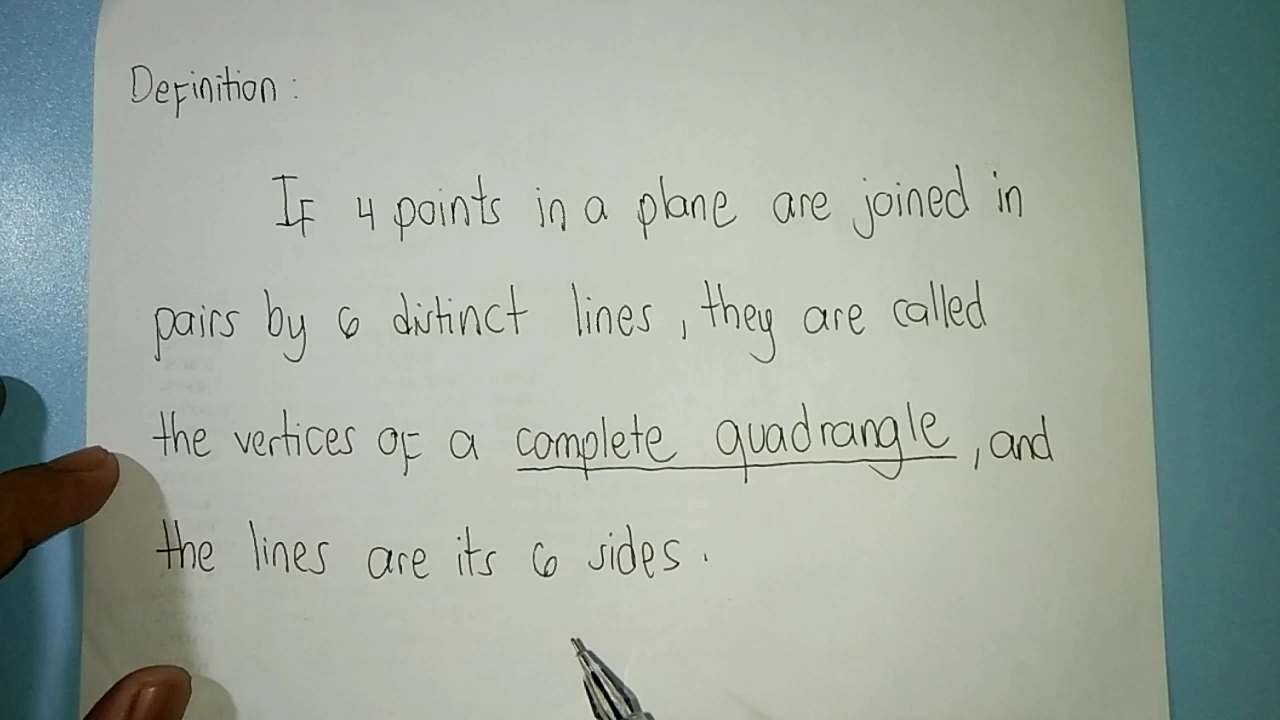 Definition :
If 4 points in a plane are joined in
pairs by 6 distinct lines, they are called
the vertices of a complete quadrangle, and
the lines are its 6 sides.